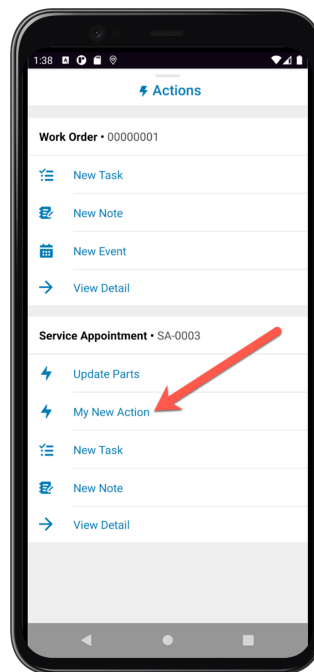 1:38
Actions
Work Order • 00000001
New Task
New Note
New Event
View Detail
Service Appointment • SA-0003
Update Parts
My New Action
New Task
New Note
View Detail